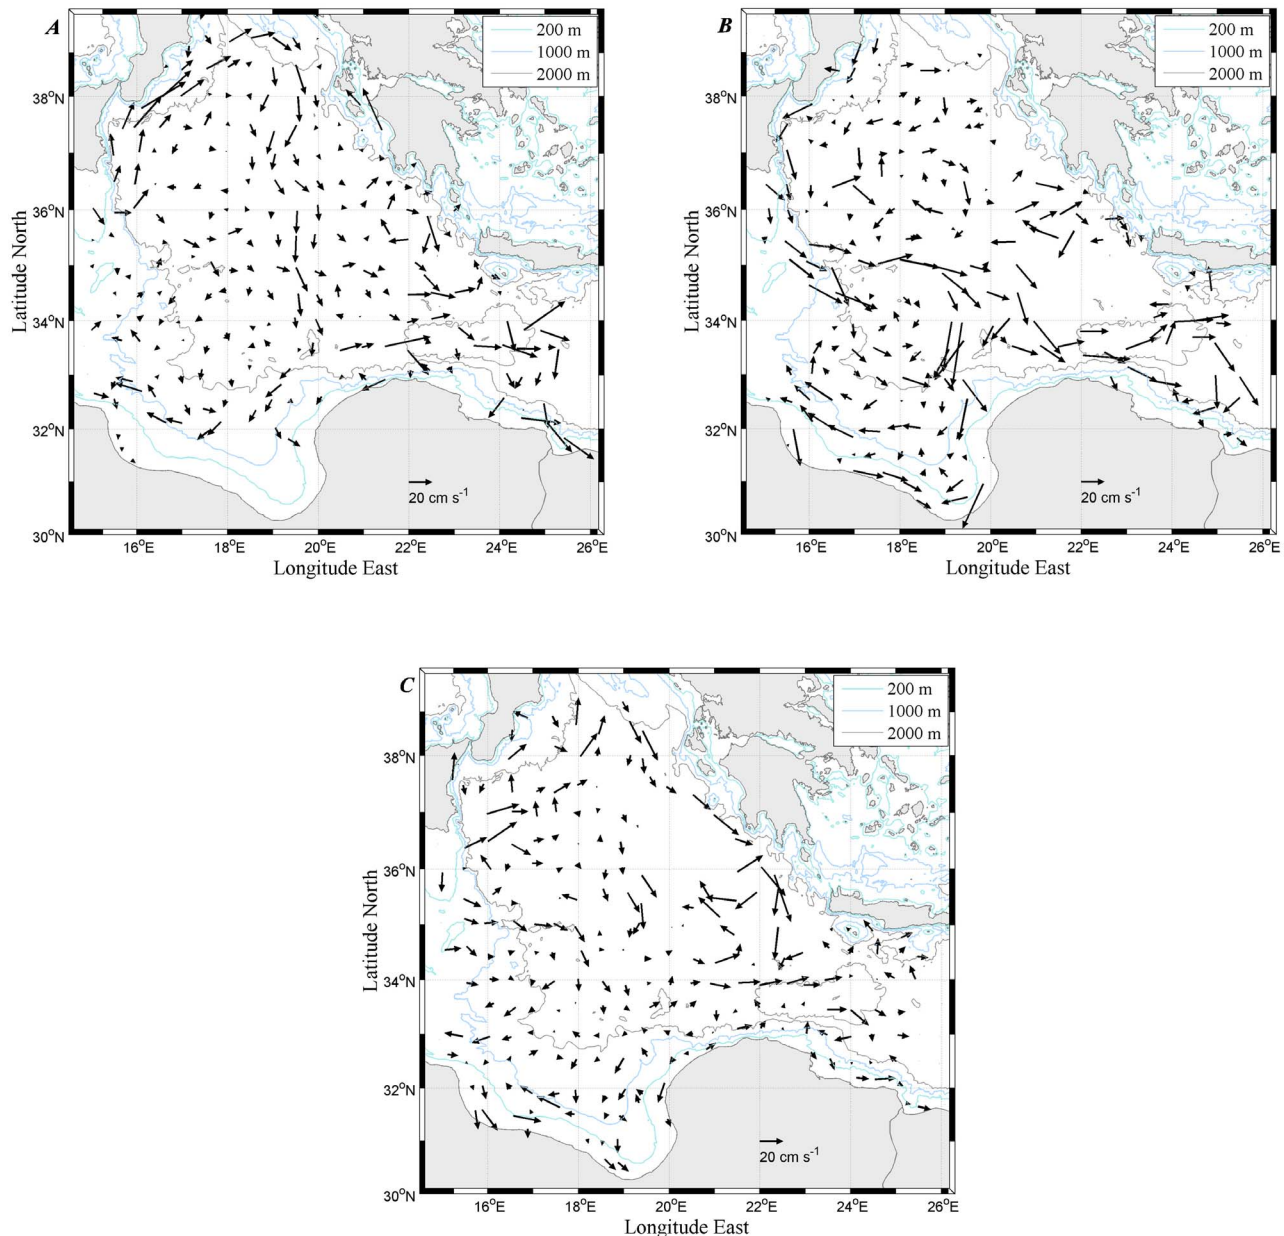 A
200 m
1000 m
2000 m
38°N
36°N
34°N
32°N
30°N
Latitude North
20 cm s⁻¹
16°E 18°E 20°E 22°E 24°E 26°E
Longitude East
B
200 m
1000 m
2000 m
38°N
36°N
34°N
32°N
30°N
Latitude North
20 cm s⁻¹
16°E 18°E 20°E 22°E 24°E 26°E
Longitude East
C
200 m
1000 m
2000 m
38°N
36°N
34°N
32°N
30°N
Latitude North
20 cm s⁻¹
16°E 18°E 20°E 22°E 24°E 26°E
Longitude East